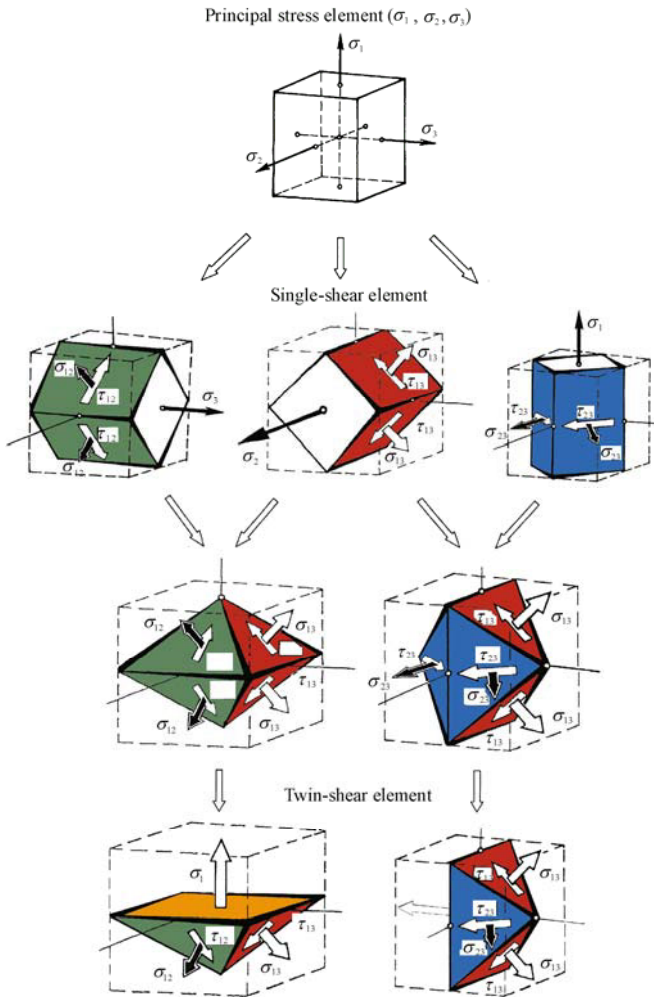 Principal stress element (σ₁ , σ₂, σ₃)
σ₁
σ₃
σ₂
Single-shear element
σ₁₂
τ₁₂
σ₃
τ₁₂
σ₁₂
σ₁₃
τ₁₃
τ₁₃
σ₂
σ₁₃
σ₁
τ₂₃
τ₂₃
σ₂₃
σ₂₃
σ₁₂
σ₁₃
τ₁₃
σ₁₂
σ₁₃
σ₁₃
τ₁₃
τ₂₃
τ₂₃
σ₂₃
σ₂₃
σ₁₃
τ₁₃
Twin-shear element
σ₁
τ₁₂
τ₁₃
σ₁₂
σ₁₃
τ₁₃
σ₁₃
τ₂₃
σ₂₃
σ₁₃
τ₁₃